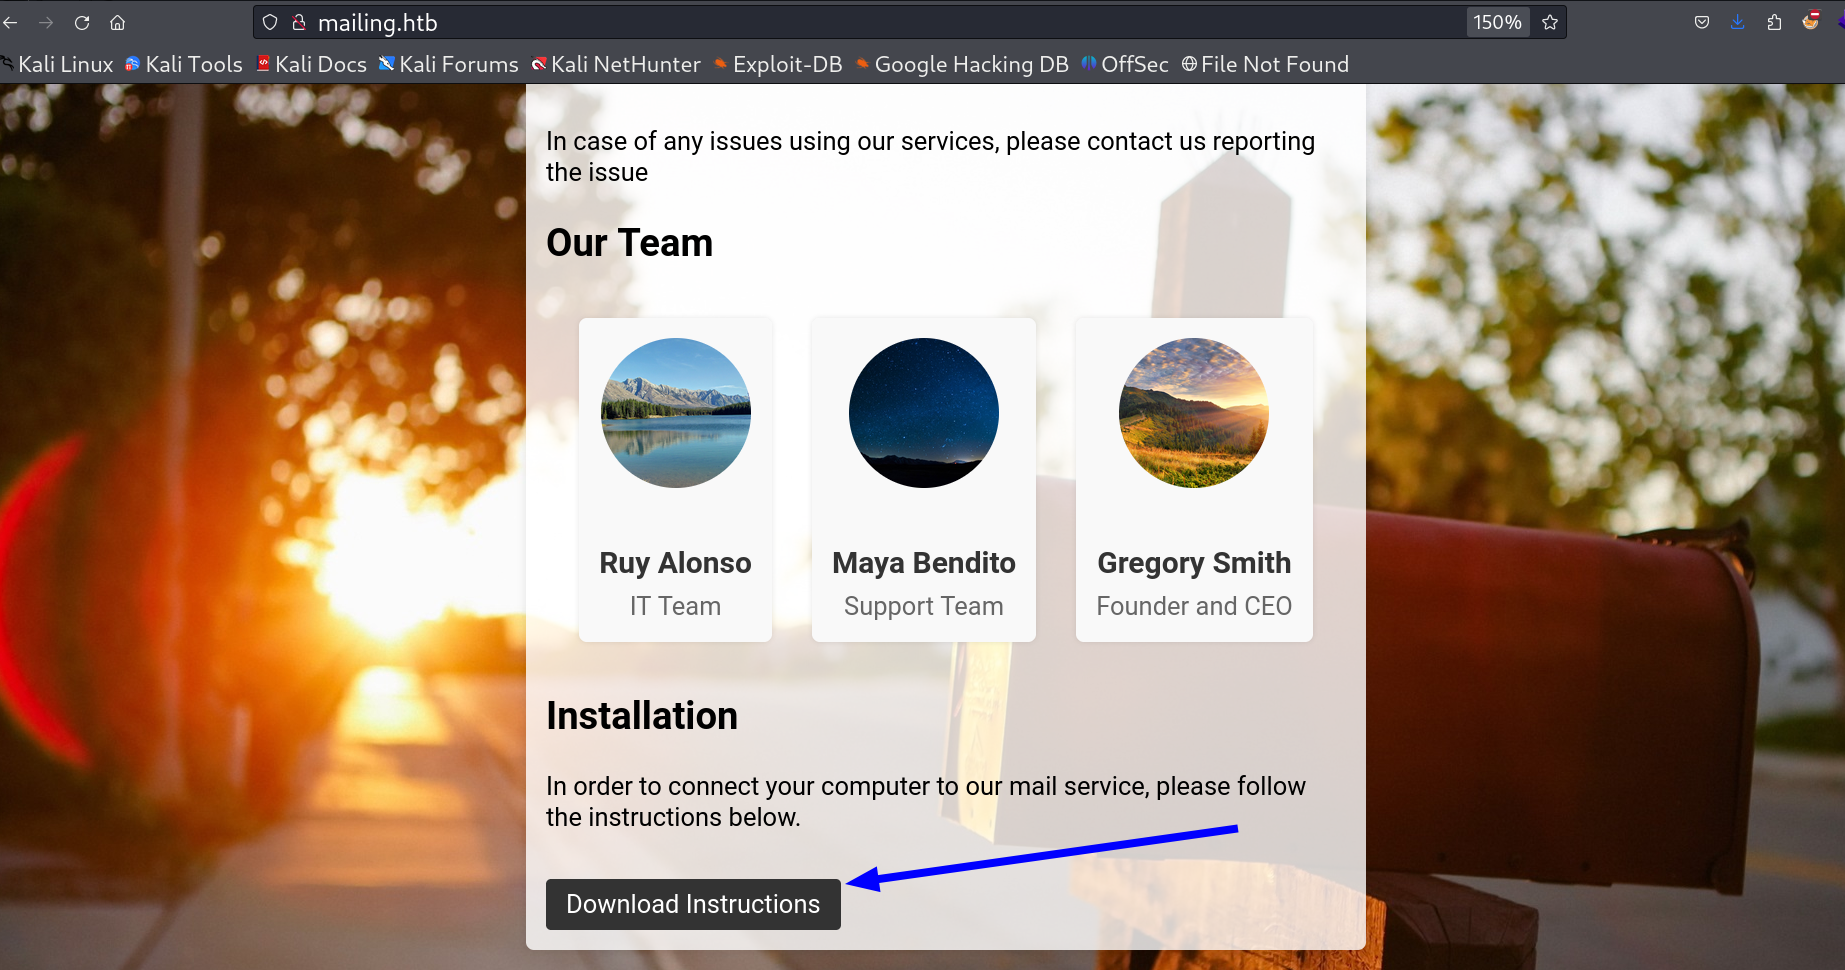 mailing.htb
150%
Kali Linux Kali Tools Kali Docs Kali Forums Kali NetHunter Exploit-DB Google Hacking DB OffSec File Not Found
In case of any issues using our services, please contact us reporting
the issue
Our Team
Ruy Alonso
IT Team
Maya Bendito
Support Team
Gregory Smith
Founder and CEO
Installation
In order to connect your computer to our mail service, please follow
the instructions below.
Download Instructions